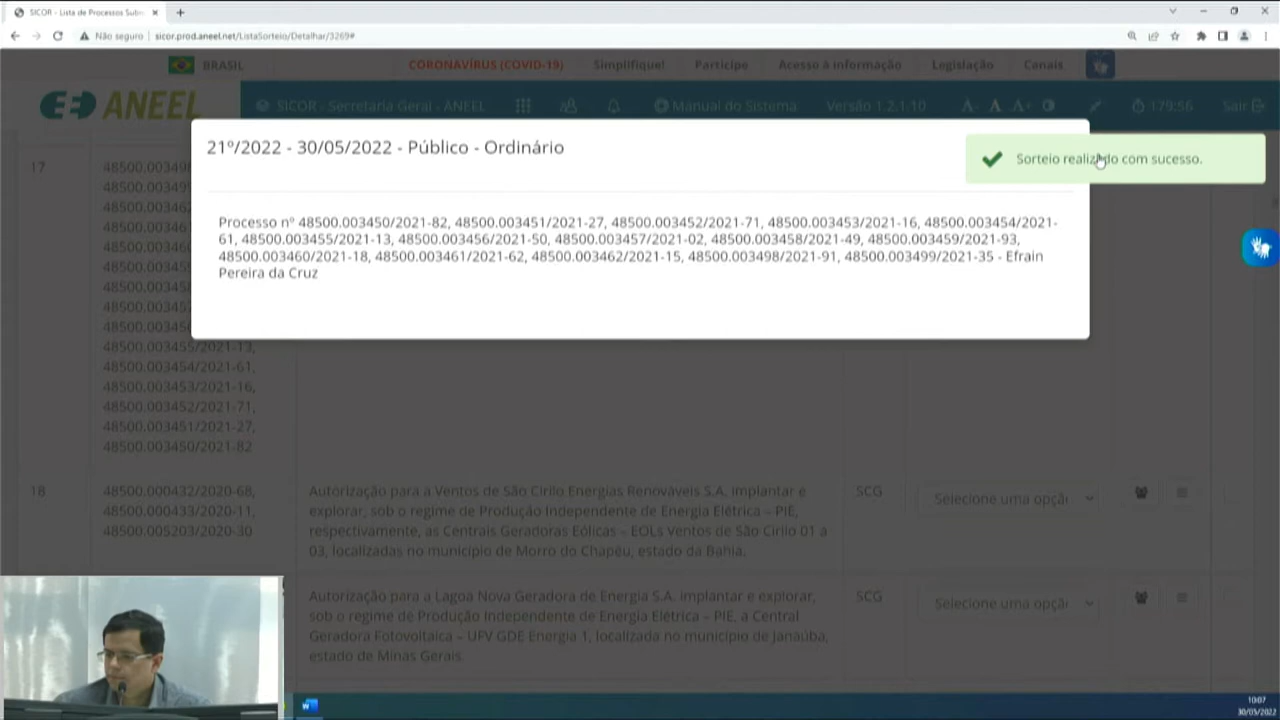 SICOR - Lista de Processos Sub
Não seguro | sicor.prod.aneel.net/ListaSorteio/Detalhar/3269#
BRASIL CORONAVÍRUS (COVID-19) Simplifique! Participe Acesso à informação Legislação Canais
ANEEL SICOR - Secretaria Geral - ANEEL Manual do Sistema Versão 1.2.1.10 A- A A+ 179:56 Sair
21º/2022 - 30/05/2022 - Público - Ordinário
Sorteio realizado com sucesso.
Processo nº 48500.003450/2021-82, 48500.003451/2021-27, 48500.003452/2021-71, 48500.003453/2021-16, 48500.003454/2021-
61, 48500.003455/2021-13, 48500.003456/2021-50, 48500.003457/2021-02, 48500.003458/2021-49, 48500.003459/2021-93,
48500.003460/2021-18, 48500.003461/2021-62, 48500.003462/2021-15, 48500.003498/2021-91, 48500.003499/2021-35 - Efrain
Pereira da Cruz
17
48500.003455/2021-13,
48500.003454/2021-61,
48500.003453/2021-16,
48500.003452/2021-71,
48500.003451/2021-27,
48500.003450/2021-82
18 48500.000432/2020-68, Autorização para a Ventos de São Cirilo Energias Renováveis S.A. implantar e SCG Selecione uma opçã
48500.000433/2020-11, explorar, sob o regime de Produção Independente de Energia Elétrica – PIE,
48500.005203/2020-30 respectivamente, as Centrais Geradoras Eólicas – EOLs Ventos de São Cirilo 01 a
03, localizadas no município de Morro do Chapéu, estado da Bahia.
Autorização para a Lagoa Nova Geradora de Energia S.A. implantar e explorar, SCG Selecione uma opçã
sob o regime de Produção Independente de Energia Elétrica – PIE, a Central
Geradora Fotovoltaica – UFV GDE Energia 1, localizada no município de Janaúba,
estado de Minas Gerais.
10:07
30/05/2022